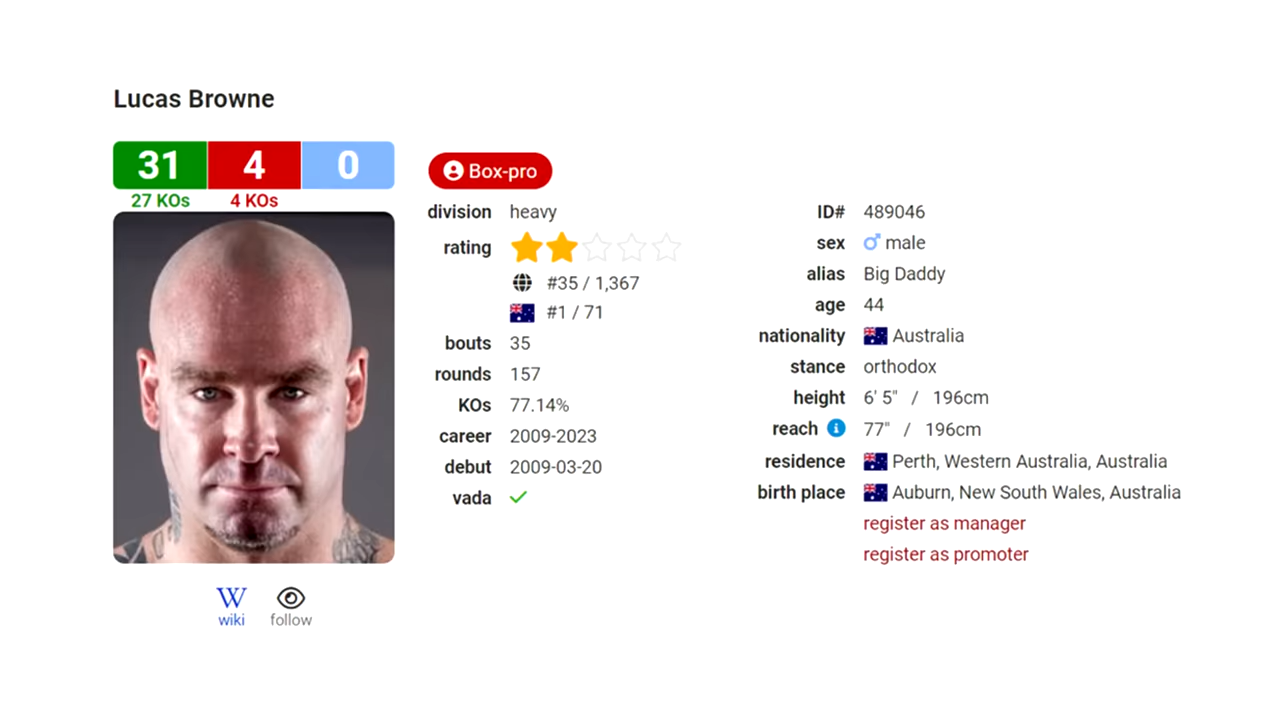 Lucas Browne
31 4 0
27 KOs 4 KOs
Box-pro
division heavy
rating
#35 / 1,367
#1 / 71
bouts 35
rounds 157
KOs 77.14%
career 2009-2023
debut 2009-03-20
vada
ID# 489046
sex male
alias Big Daddy
age 44
nationality Australia
stance orthodox
height 6' 5" / 196cm
reach 77" / 196cm
residence Perth, Western Australia, Australia
birth place Auburn, New South Wales, Australia
register as manager
register as promoter
W
wiki follow